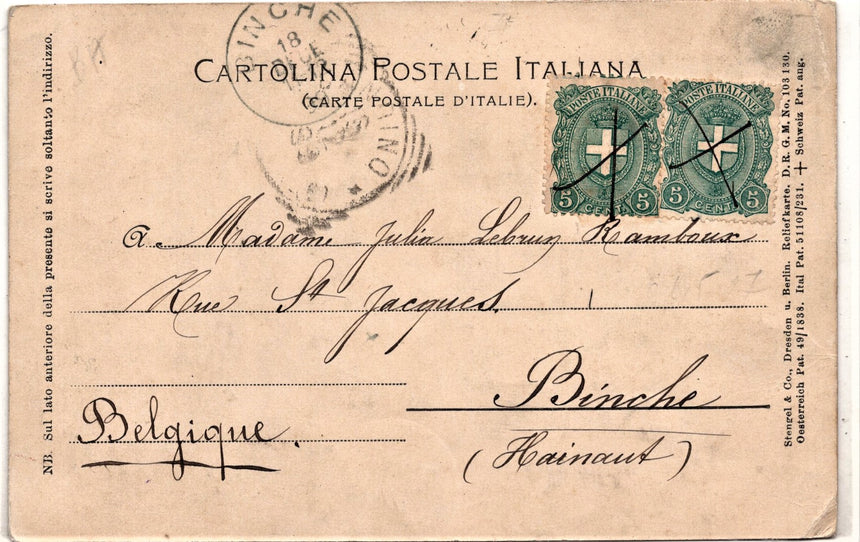 BINCHE
18
CARTOLINA POSTALE ITALIANA
(CARTE POSTALE D'ITALIE).
POSTE ITALIANE
5 CENT. 5
POSTE ITALIANE
5 CENT. 5
a Madame Julia Lebrun Ramboux
Rue St Jacques.
Binche
(Hainaut)
Belgique.
NB. Sul lato anteriore della presente si scrive soltanto l'indirizzo.
Stengel & Co., Dresden u. Berlin. Reliefkarte. D. R. G. M. No. 103 130.
Oesterreich Pat. 49/1838. Ital Pat. 51108/231. + Schweiz Pat. ang.